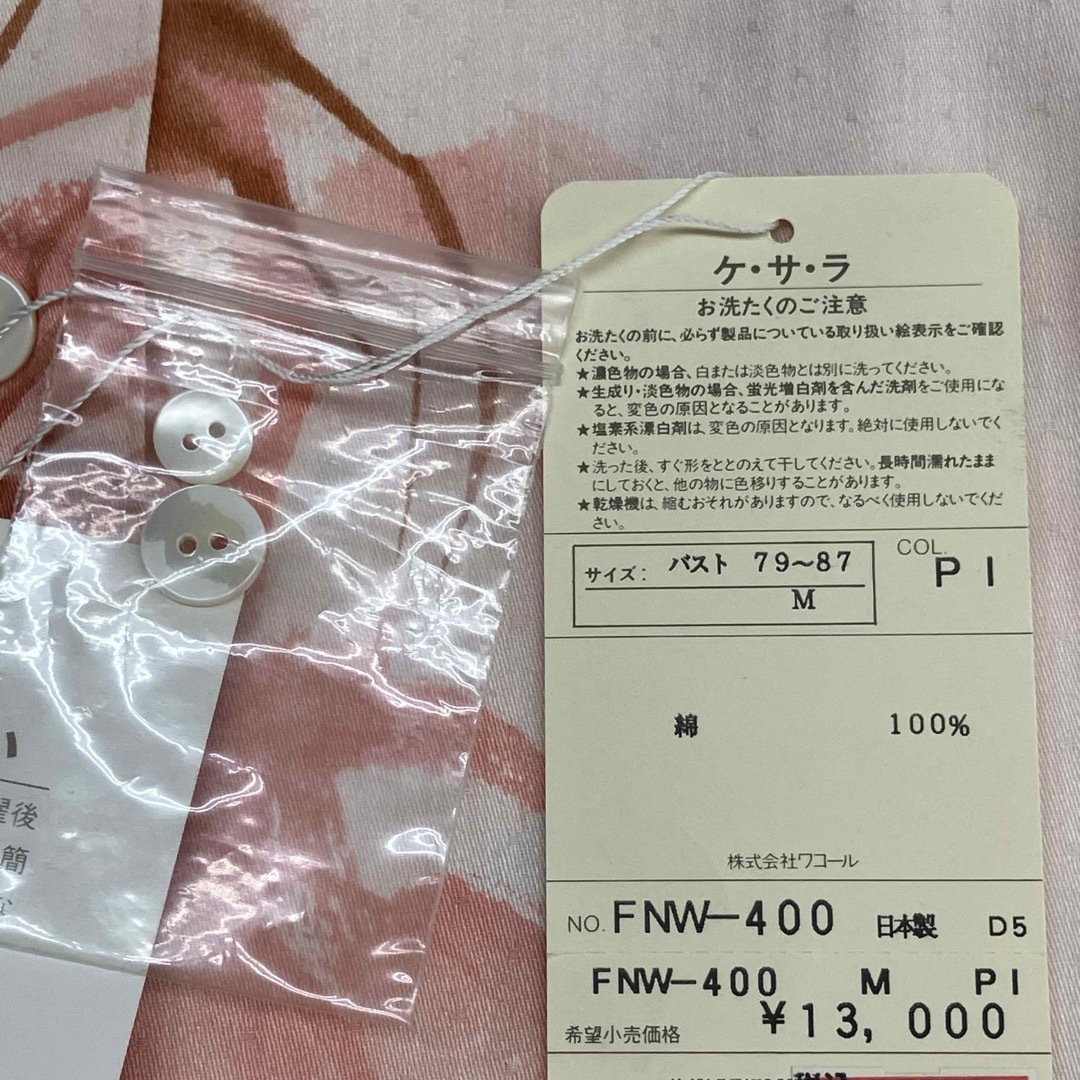 ケ・サ・ラ
お洗たくのご注意
お洗たくの前に、必らず製品についている取り扱い絵表示をご確認
ください。
★濃色物の場合、白または淡色物とは別に洗ってください。
★生成り・淡色物の場合、蛍光増白剤を含んだ洗剤をご使用にな
ると、変色の原因となることがあります。
★塩素系漂白剤は、変色の原因となります。絶対に使用しないでく
ださい。
★洗った後、すぐ形をととのえて干してください。長時間濡れたまま
にしておくと、他の物に色移りすることがあります。
★乾燥機は、縮むおそれがありますので、なるべく使用しないでくだ
さい。
サイズ: バスト 79~87
M
COL. PI
綿 100%
株式会社ワコール
NO. FNW-400 日本製 D5
FNW-400 M PI
希望小売価格 ¥13,000
後
簡